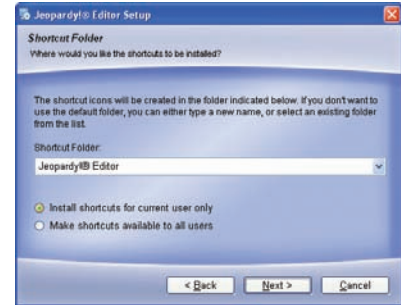 Jeopardy!® Editor Setup
Shortcut Folder
Where would you like the shortcuts to be installed?
The shortcut icons will be created in the folder indicated below. If you don't want to
use the default folder, you can either type a new name, or select an existing folder
from the list.
Shortcut Folder:
Jeopardy!® Editor
Install shortcuts for current user only
Make shortcuts available to all users
< Back
Next >
Cancel